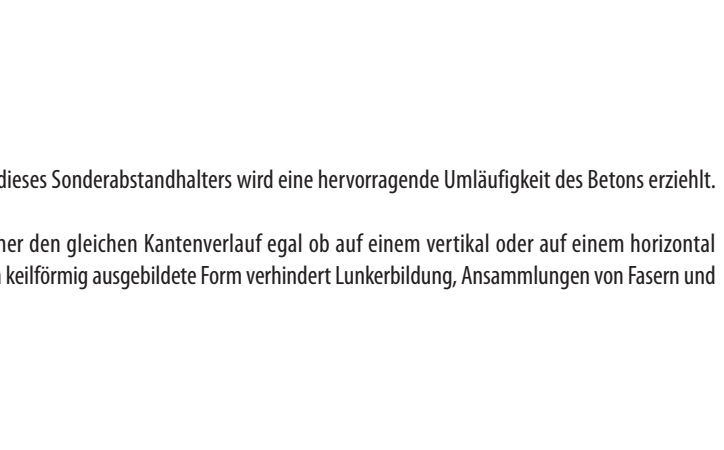 dieses Sonderabstandhalters wird eine hervorragende Umläufigkeit des Betons erziehlt.
den gleichen Kantenverlauf egal ob auf einem vertikal oder auf einem horizontal
keilförmig ausgebildete Form verhindert Lunkerbildung, Ansammlungen von Fasern und